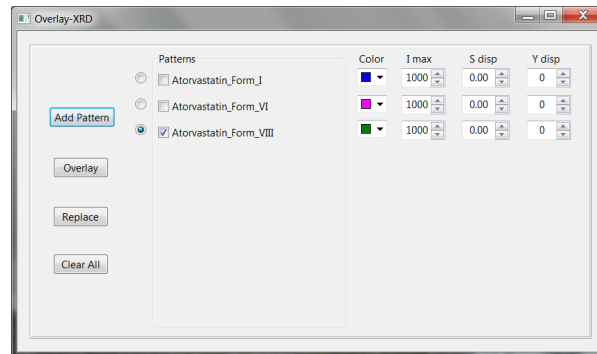 Overlay-XRD
Patterns Color I max S disp Y disp
Atorvastatin_Form_I 1000 0.00 0
Atorvastatin_Form_VI 1000 0.00 0
Add Pattern
Atorvastatin_Form_VIII 1000 0.00 0
Overlay
Replace
Clear All